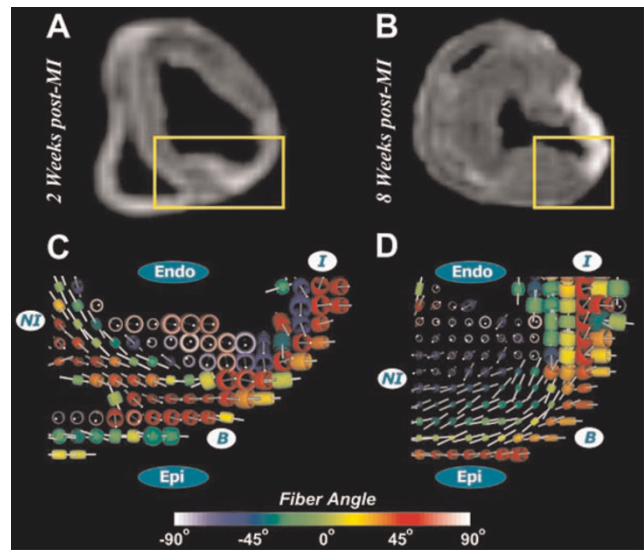 A
B
2 Weeks post-MI
8 Weeks post-MI
C
Endo
I
D
Endo
I
NI
NI
B
B
Epi
Epi
Fiber Angle
-90° -45° 0° 45° 90°